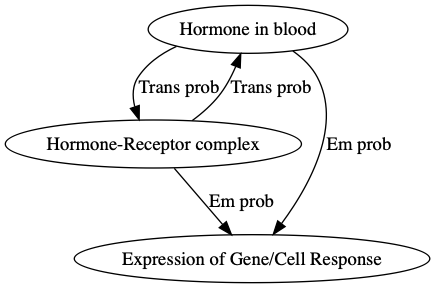 Hormone in blood
Trans prob
Trans prob
Hormone-Receptor complex
Em prob
Em prob
Expression of Gene/Cell Response